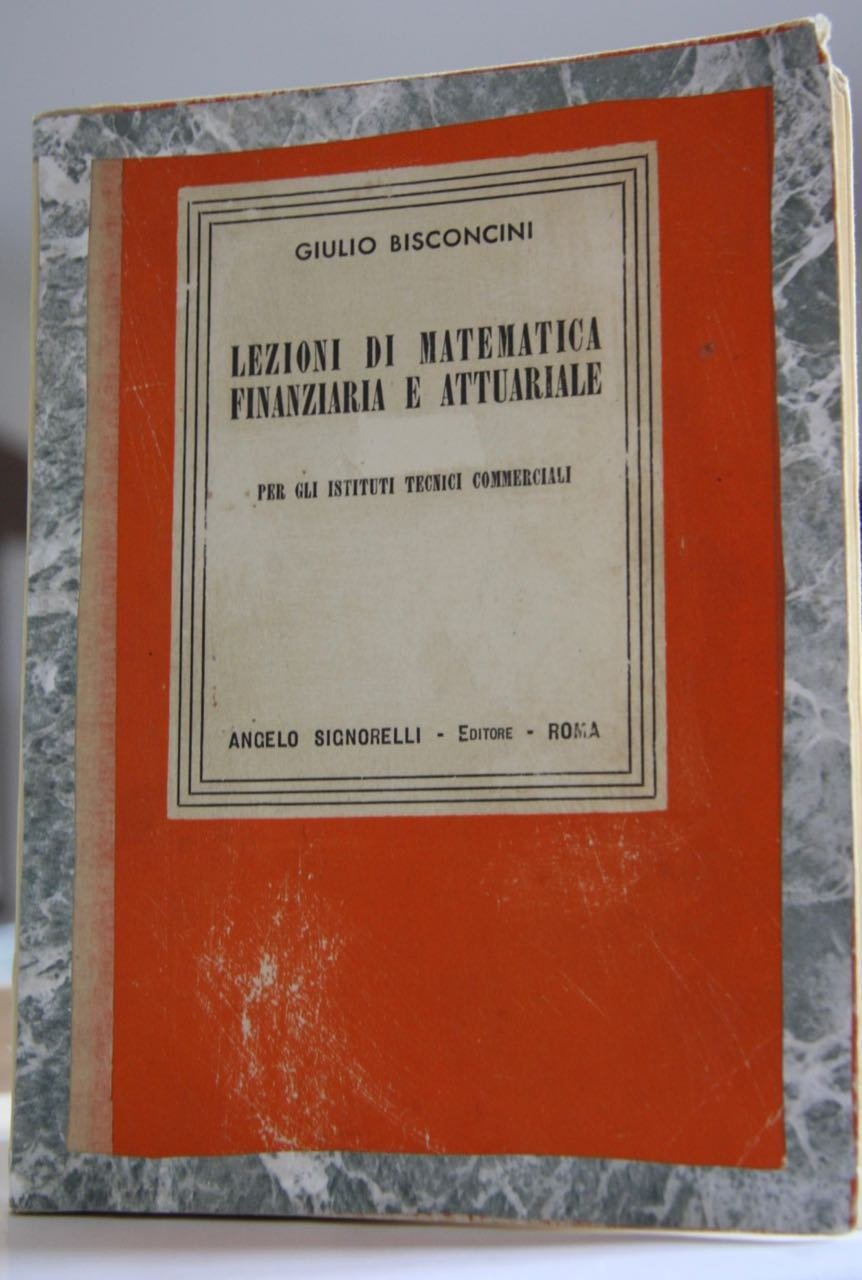 GIULIO BISCONCINI
LEZIONI DI MATEMATICA
FINANZIARIA E ATTUARIALE
PER GLI ISTITUTI TECNICI COMMERCIALI
ANGELO SIGNORELLI - EDITORE - ROMA